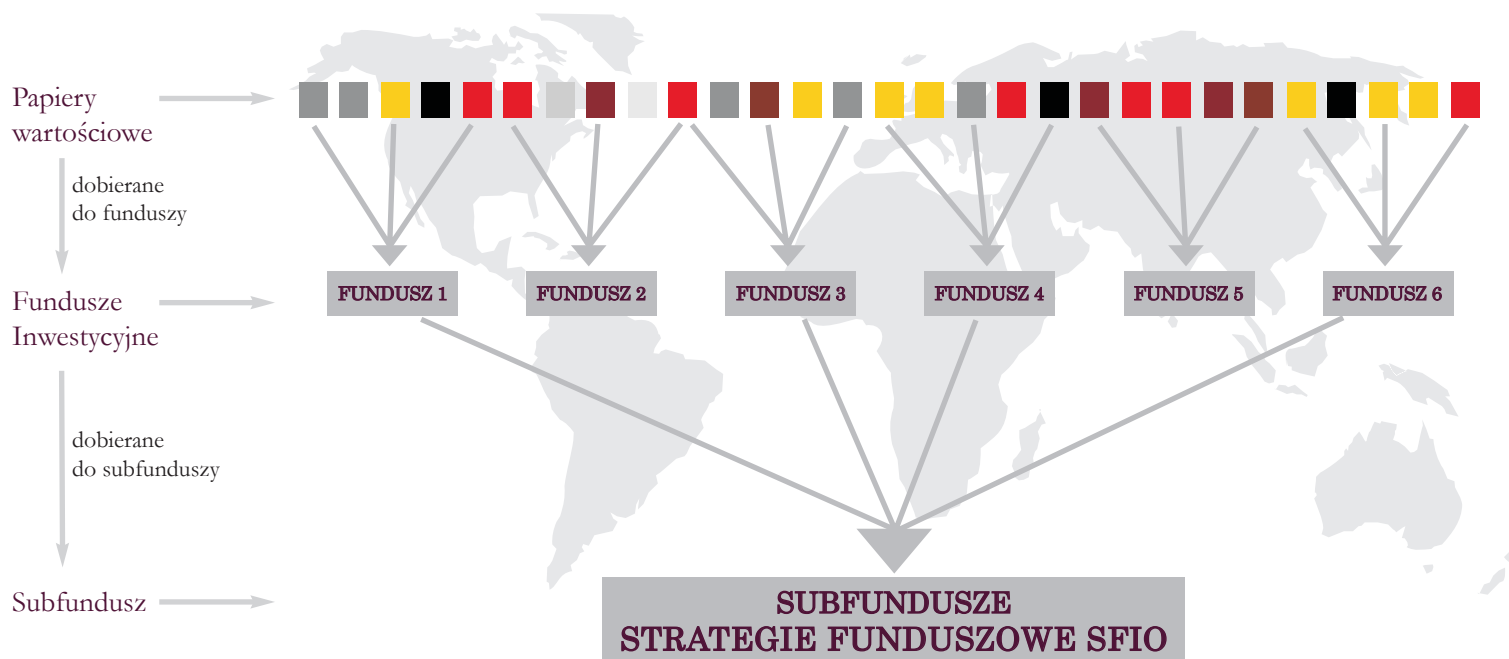 Papiery
wartościowe
dobierane
do funduszy
Fundusze
Inwestycyjne
FUNDUSZ 1
FUNDUSZ 2
FUNDUSZ 3
FUNDUSZ 4
FUNDUSZ 5
FUNDUSZ 6
dobierane
do subfunduszy
Subfundusz
SUBFUNDUSZE
STRATEGIE FUNDUSZOWE SFIO